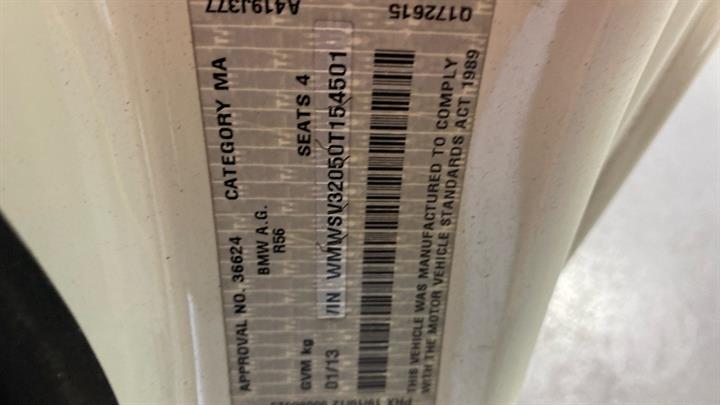 A419J377 Q172615
APPROVAL NO. 36624 CATEGORY MA
BMW A.G.
R56
GVM kg SEATS 4
01/13 VIN WMWSV32050T154501
THIS VEHICLE WAS MANUFACTURED TO COMPLY
WITH THE MOTOR VEHICLE STANDARDS ACT 1989